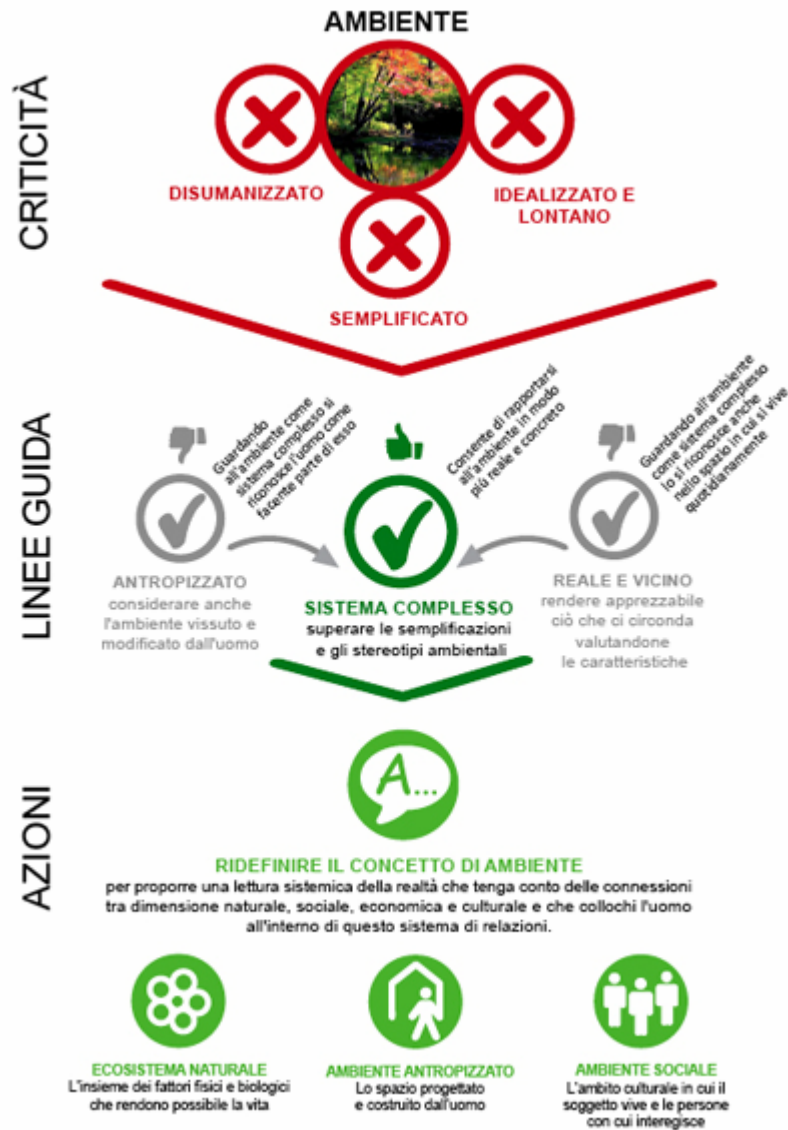 AMBIENTE
CRITICITÀ
DISUMANIZZATO
IDEALIZZATO E
LONTANO
SEMPLIFICATO
LINEE GUIDA
Guardando
all'ambiente come
sistema complesso si
riconosce l'uomo come
facente parte di esso
Consente di rapportarsi
all'ambiente in modo
più reale e concreto
Guardando all'ambiente
come sistema complesso
lo si riconosce anche
nello spazio in cui si vive
quotidianamente
ANTROPIZZATO
considerare anche
l'ambiente vissuto e
modificato dall'uomo
SISTEMA COMPLESSO
superare le semplificazioni
e gli stereotipi ambientali
REALE E VICINO
rendere apprezzabile
ciò che ci circonda
valutandone
le caratteristiche
AZIONI
A...
RIDEFINIRE IL CONCETTO DI AMBIENTE
per proporre una lettura sistemica della realtà che tenga conto delle connessioni
tra dimensione naturale, sociale, economica e culturale e che collochi l'uomo
all'interno di questo sistema di relazioni.
ECOSISTEMA NATURALE
L'insieme dei fattori fisici e biologici
che rendono possibile la vita
AMBIENTE ANTROPIZZATO
Lo spazio progettato
e costruito dall'uomo
AMBIENTE SOCIALE
L'ambito culturale in cui il
soggetto vive e le persone
con cui interegisce